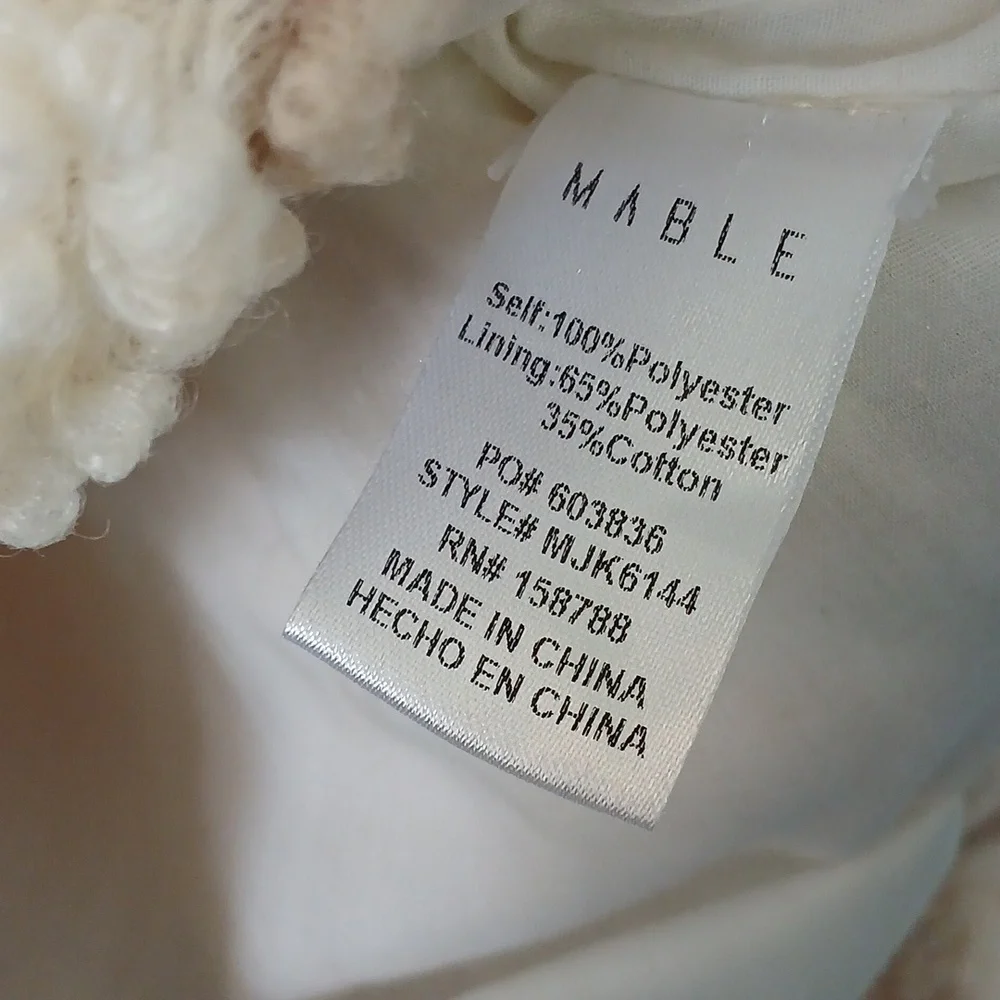 MABLE
Self:100%Polyester
Lining:65%Polyester
35%Cotton
PO# 603836
STYLE# MJK6144
RN# 158788
MADE IN CHINA
HECHO EN CHINA